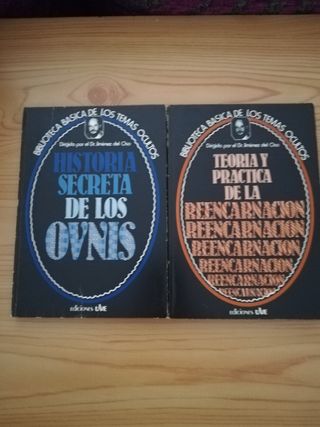 BIBLIOTECA BASICA DE LOS TEMAS OCULTOS
Dirigida por el Dr. Jiménez del Oso
HISTORIA
SECRETA
DE LOS
OVNIS
ediciones UVE
BIBLIOTECA BASICA DE LOS TEMAS OCULTOS
Dirigida por el Dr. Jiménez del Oso
TEORIA Y
PRACTICA
DE LA
REENCARNACION
REENCARNACION
REENCARNACION
REENCARNACION
REENCARNACION
REENCARNACION
ediciones UVE